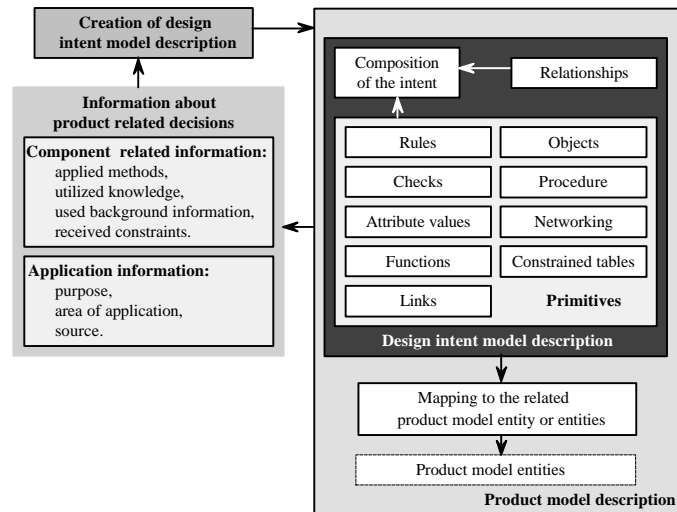 Creation of design
intent model description
Information about
product related decisions
Component related information:
applied methods,
utilized knowledge,
used background information,
received constraints.
Application information:
purpose,
area of application,
source.
Composition
of the intent
Relationships
Rules
Objects
Checks
Procedure
Attribute values
Networking
Functions
Constrained tables
Links
Primitives
Design intent model description
Mapping to the related
product model entity or entities
Product model entities
Product model description